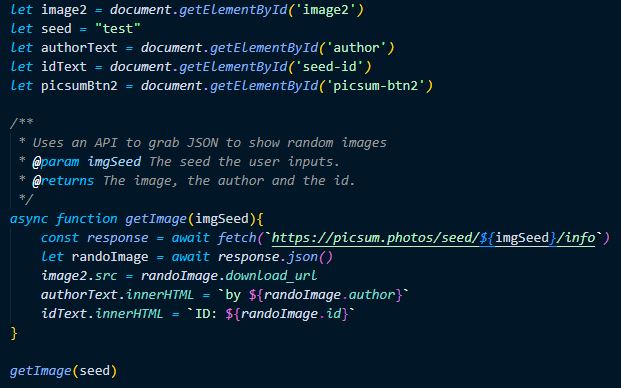 let image2 = document.getElementById('image2')
let seed = "test"
let authorText = document.getElementById('author')
let idText = document.getElementById('seed-id')
let picsumBtn2 = document.getElementById('picsum-btn2')

/**
 * Uses an API to grab JSON to show random images
 * @param imgSeed The seed the user inputs.
 * @returns The image, the author and the id.
 */
async function getImage(imgSeed){
    const response = await fetch(`https://picsum.photos/seed/${imgSeed}/info`)
    let randoImage = await response.json()
    image2.src = randoImage.download_url
    authorText.innerHTML = `by ${randoImage.author}`
    idText.innerHTML = `ID: ${randoImage.id}`
}

getImage(seed)